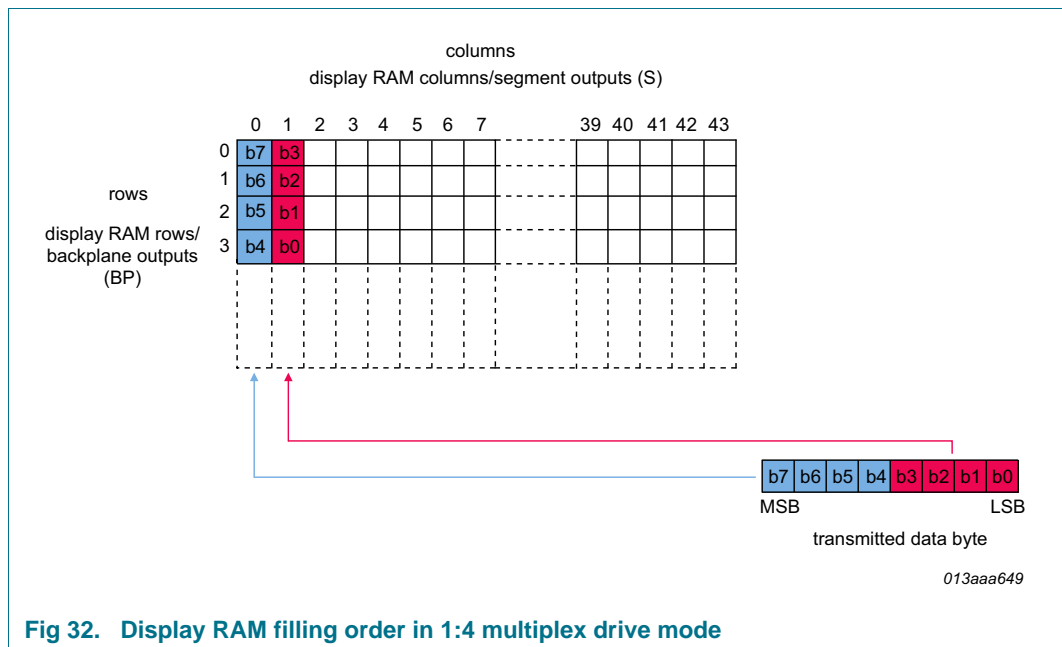 columns
display RAM columns/segment outputs (S)
0 1 2 3 4 5 6 7 39 40 41 42 43
0 b7 b3
1 b6 b2
rows
2 b5 b1
display RAM rows/
3 b4 b0
backplane outputs
(BP)
b7 b6 b5 b4 b3 b2 b1 b0
MSB LSB
transmitted data byte
013aaa649
Fig 32. Display RAM filling order in 1:4 multiplex drive mode